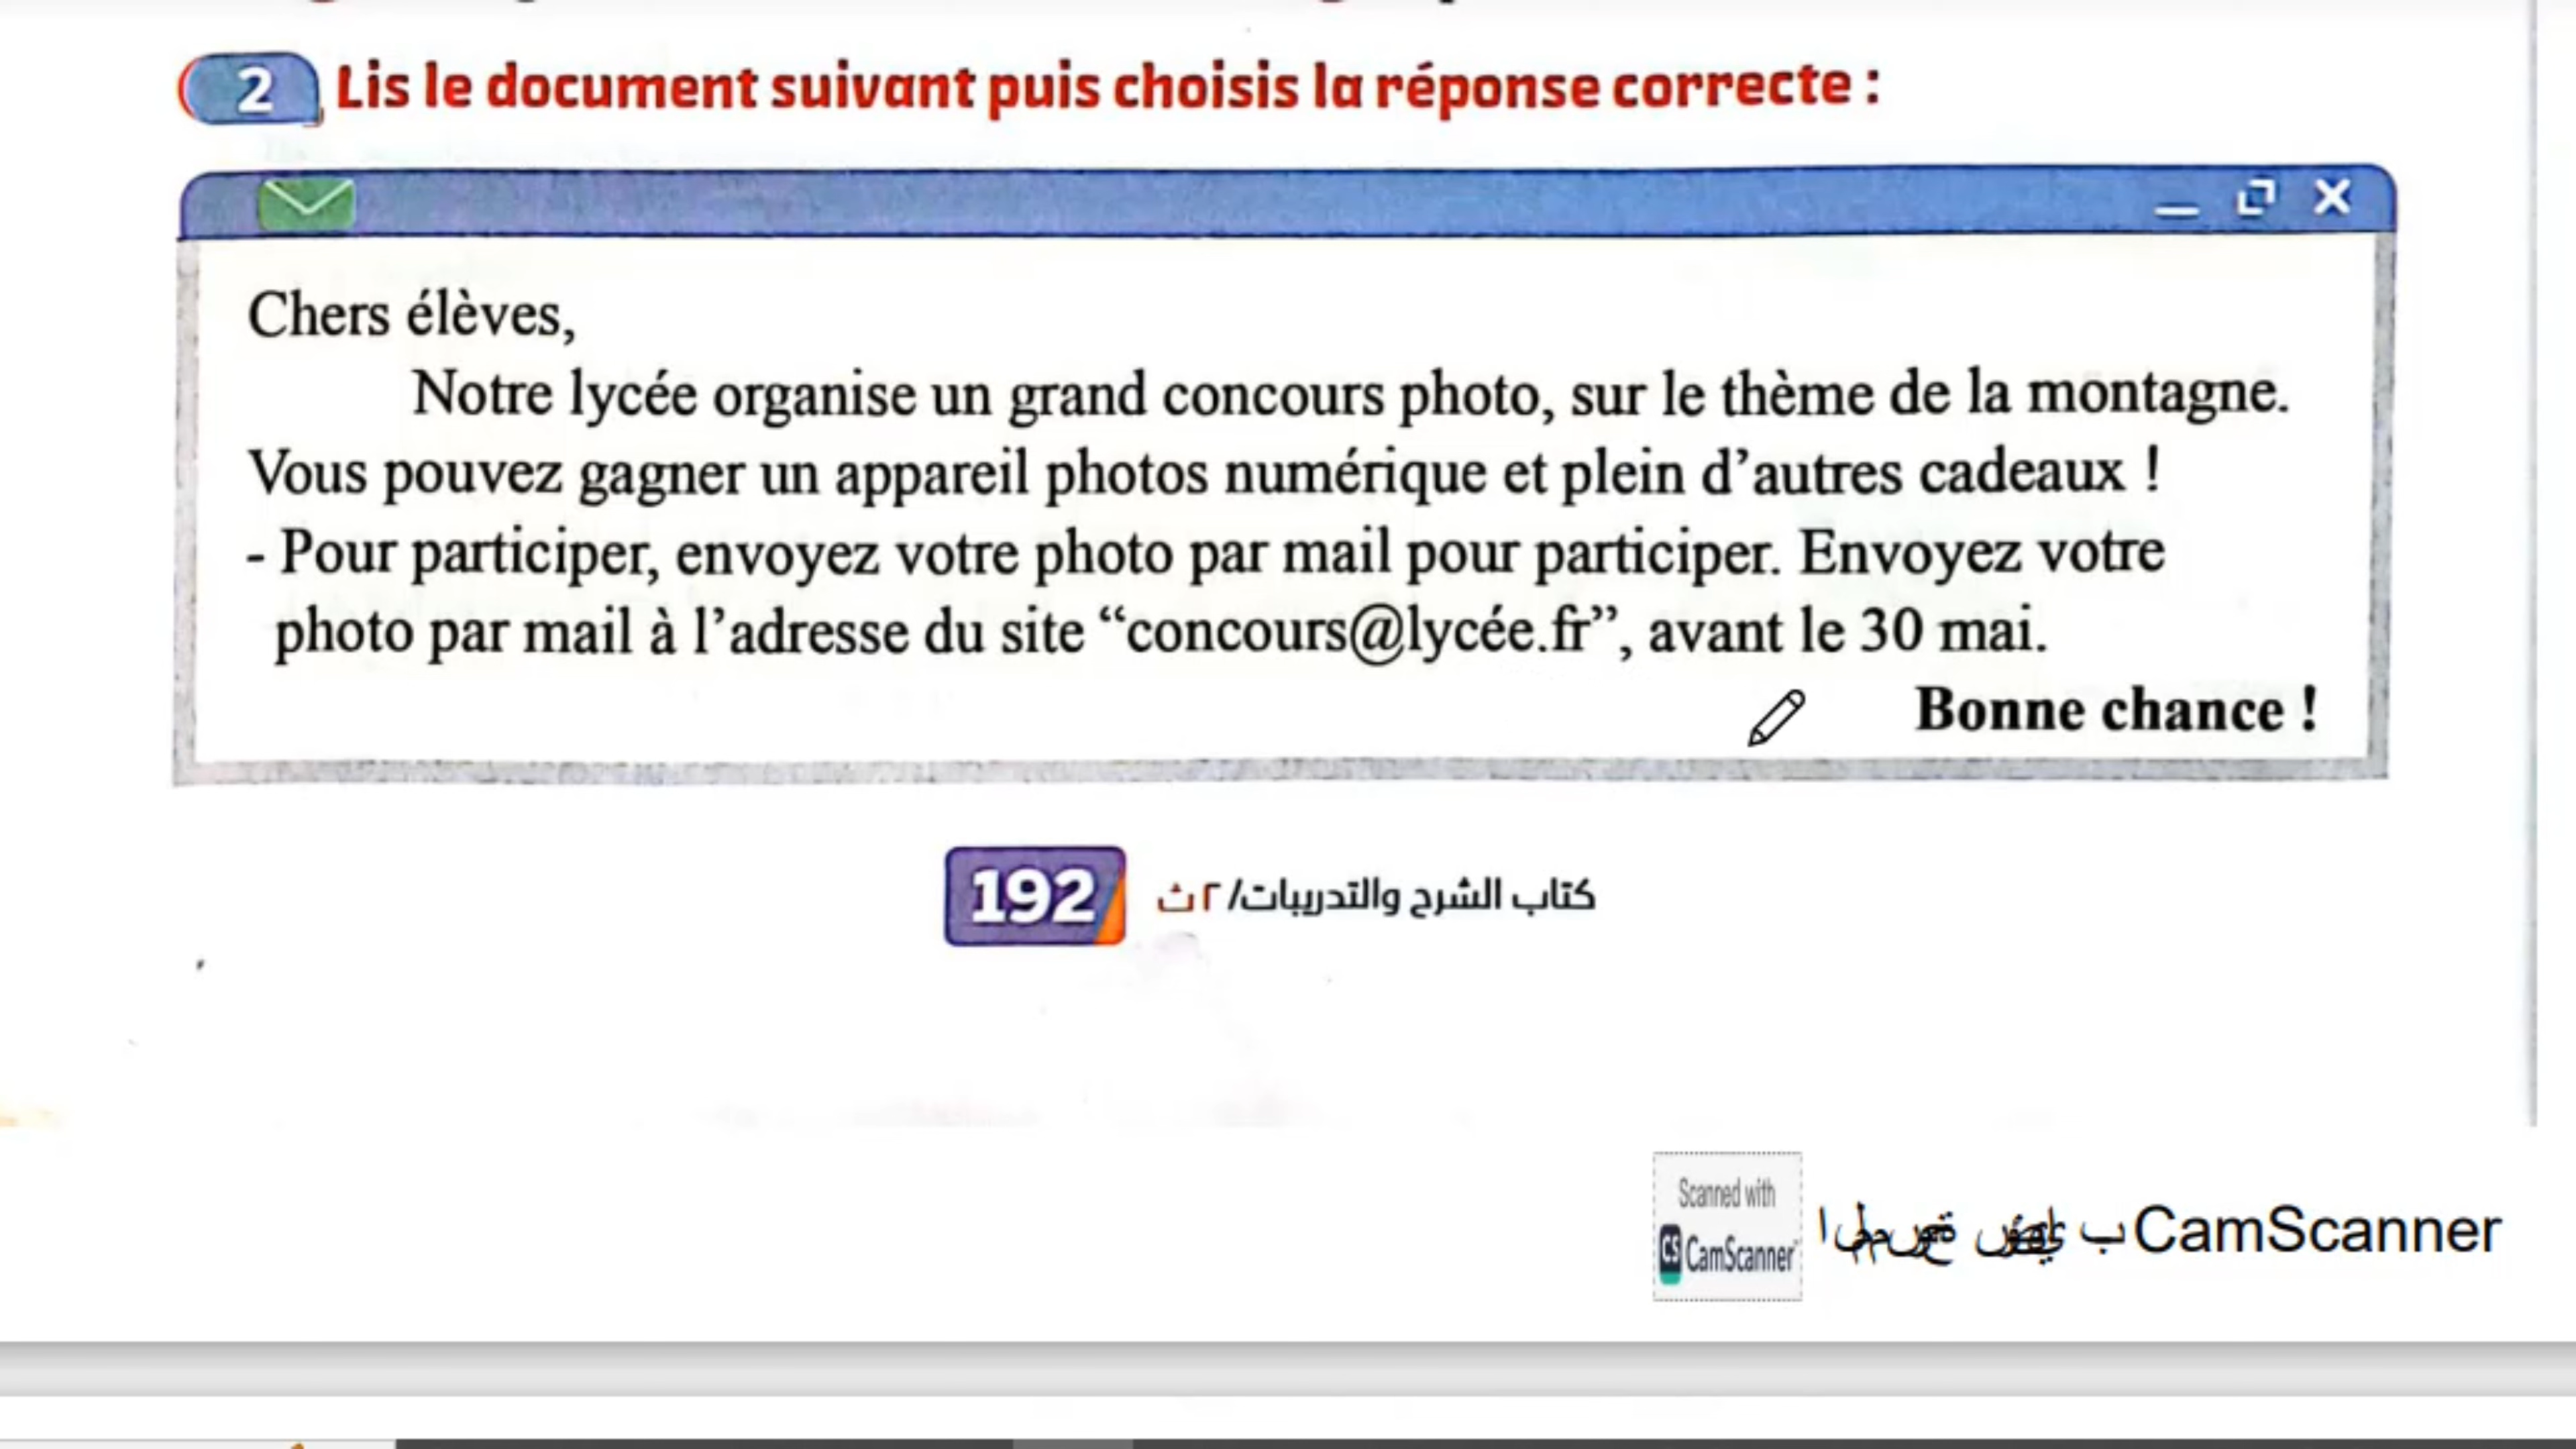 2 Lis le document suivant puis choisis la réponse correcte :
Chers élèves,
Notre lycée organise un grand concours photo, sur le thème de la montagne.
Vous pouvez gagner un appareil photos numérique et plein d’autres cadeaux !
- Pour participer, envoyez votre photo par mail pour participer. Envoyez votre
photo par mail à l’adresse du site “concours@lycée.fr”, avant le 30 mai.
Bonne chance !
192 كتاب الشرح والتدريبات/ ٢ ث
Scanned with
CS CamScanner
CamScanner